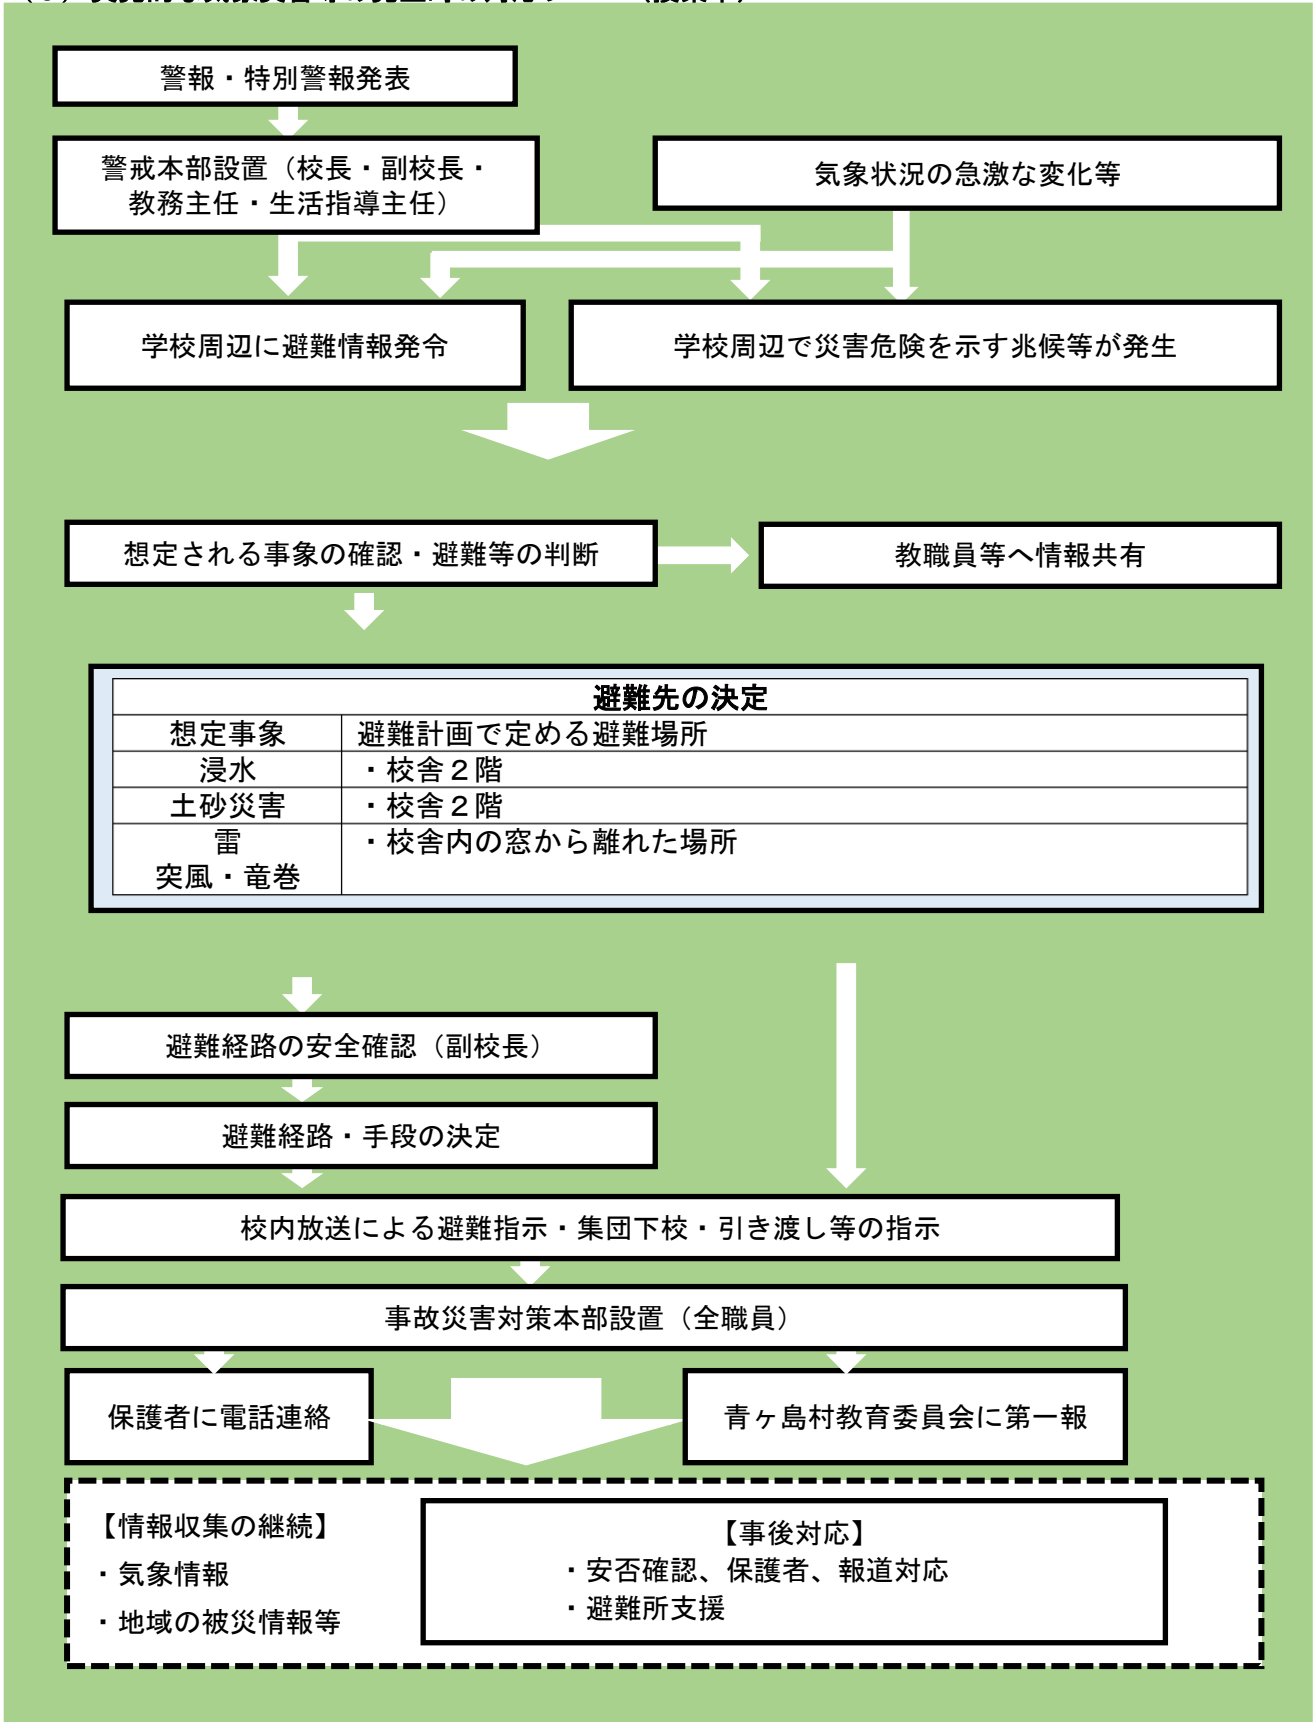 警報・特別警報発表
警戒本部設置（校長・副校長・
教務主任・生活指導主任）
気象状況の急激な変化等
学校周辺に避難情報発令
学校周辺で災害危険を示す兆候等が発生
想定される事象の確認・避難等の判断
教職員等へ情報共有
避難先の決定
想定事象 避難計画で定める避難場所
浸水 ・校舎２階
土砂災害 ・校舎２階
雷 ・校舎内の窓から離れた場所
突風・竜巻
避難経路の安全確認（副校長）
避難経路・手段の決定
校内放送による避難指示・集団下校・引き渡し等の指示
事故災害対策本部設置（全職員）
保護者に電話連絡
青ヶ島村教育委員会に第一報
【情報収集の継続】
・気象情報
・地域の被災情報等
【事後対応】
・安否確認、保護者、報道対応
・避難所支援